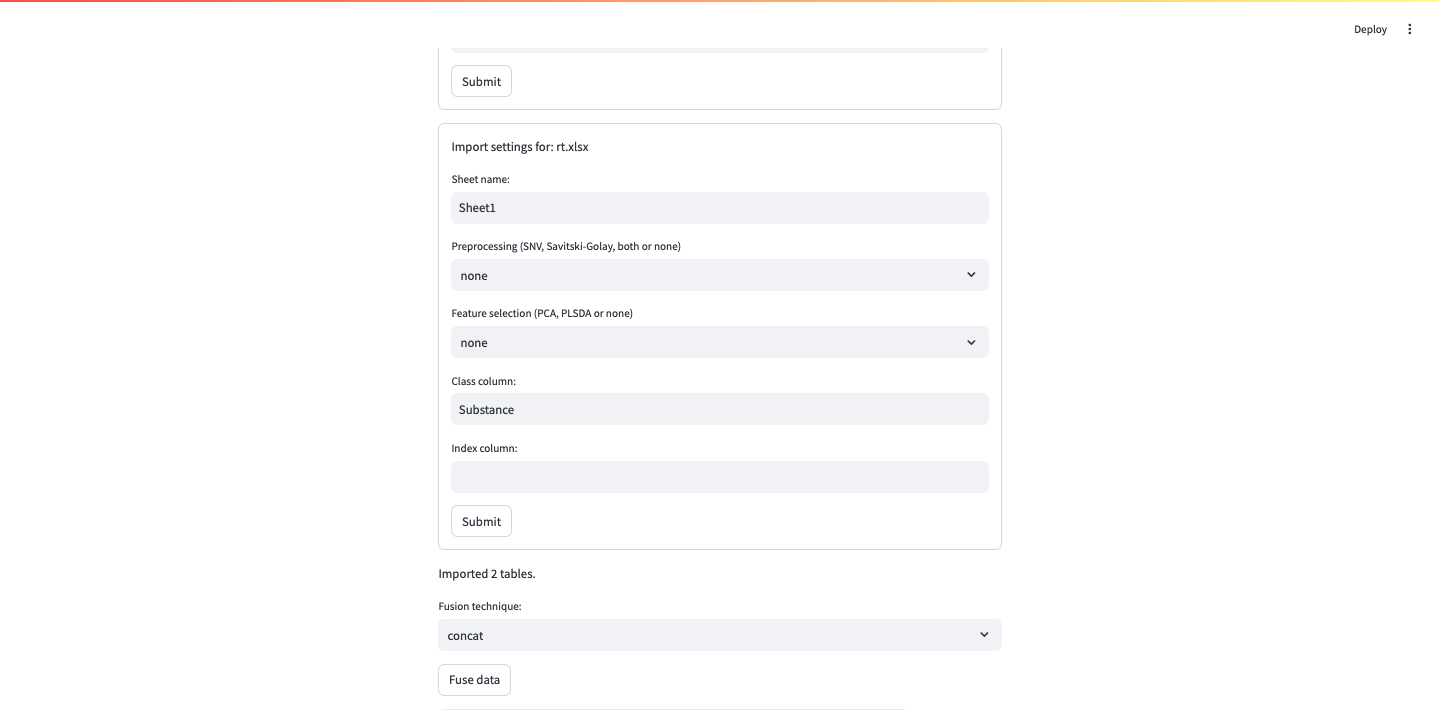 Deploy
Submit
Import settings for: rt.xlsx
Sheet name:
Sheet1
Preprocessing (SNV, Savitski-Golay, both or none)
none
Feature selection (PCA, PLSDA or none)
none
Class column:
Substance
Index column:
Submit
Imported 2 tables.
Fusion technique:
concat
Fuse data